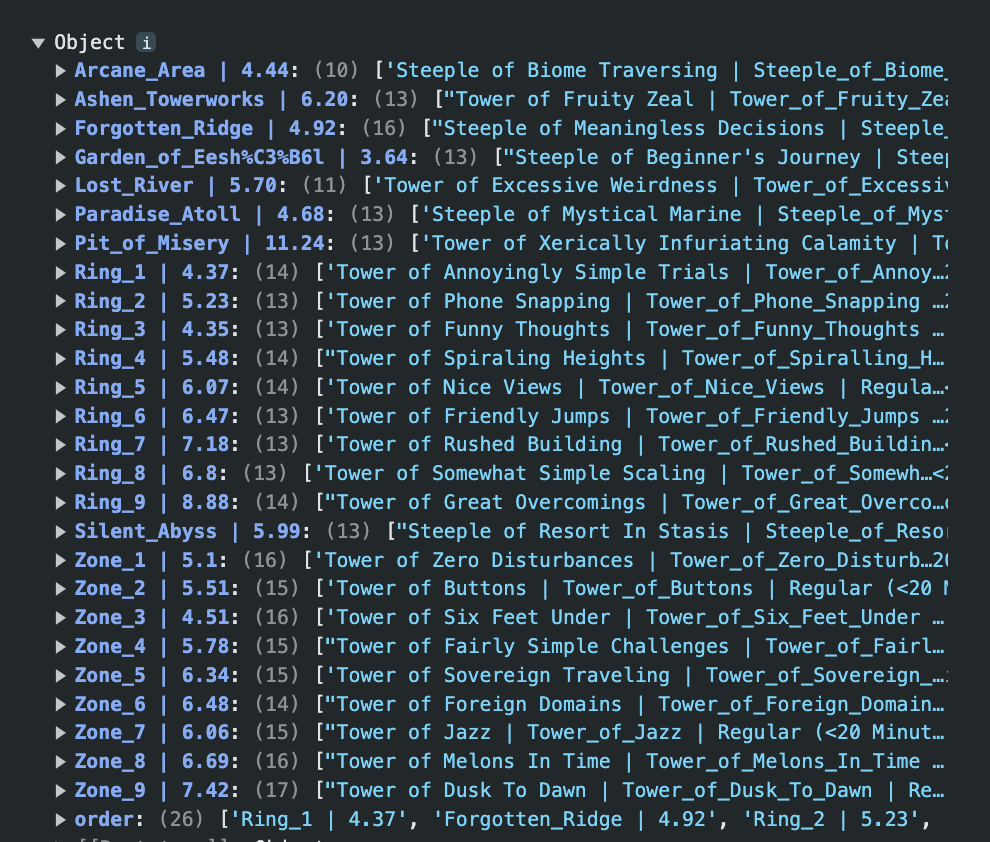 ▼ Object i
▶ Arcane_Area | 4.44: (10) ['Steeple of Biome Traversing | Steeple_of_Biome_
▶ Ashen_Towerworks | 6.20: (13) ["Tower of Fruity Zeal | Tower_of_Fruity_Zea
▶ Forgotten_Ridge | 4.92: (16) ["Steeple of Meaningless Decisions | Steeple_
▶ Garden_of_Eesh%C3%B6l | 3.64: (13) ["Steeple of Beginner's Journey | Steep
▶ Lost_River | 5.70: (11) ['Tower of Excessive Weirdness | Tower_of_Excessiv
▶ Paradise_Atoll | 4.68: (13) ['Steeple of Mystical Marine | Steeple_of_Myst
▶ Pit_of_Misery | 11.24: (13) ['Tower of Xerically Infuriating Calamity | To
▶ Ring_1 | 4.37: (14) ['Tower of Annoyingly Simple Trials | Tower_of_Annoy…2
▶ Ring_2 | 5.23: (13) ['Tower of Phone Snapping | Tower_of_Phone_Snapping …2
▶ Ring_3 | 4.35: (13) ['Tower of Funny Thoughts | Tower_of_Funny_Thoughts …
▶ Ring_4 | 5.48: (14) ["Tower of Spiraling Heights | Tower_of_Spiralling_H…
▶ Ring_5 | 6.07: (14) ['Tower of Nice Views | Tower_of_Nice_Views | Regula…<
▶ Ring_6 | 6.47: (13) ['Tower of Friendly Jumps | Tower_of_Friendly_Jumps …2
▶ Ring_7 | 7.18: (13) ['Tower of Rushed Building | Tower_of_Rushed_Buildin…<
▶ Ring_8 | 6.8: (13) ['Tower of Somewhat Simple Scaling | Tower_of_Somewh…<2
▶ Ring_9 | 8.88: (14) ["Tower of Great Overcomings | Tower_of_Great_Overco…
▶ Silent_Abyss | 5.99: (13) ["Steeple of Resort In Stasis | Steeple_of_Resor
▶ Zone_1 | 5.1: (16) ['Tower of Zero Disturbances | Tower_of_Zero_Disturb…20
▶ Zone_2 | 5.51: (15) ['Tower of Buttons | Tower_of_Buttons | Regular (<20 M
▶ Zone_3 | 4.51: (16) ['Tower of Six Feet Under | Tower_of_Six_Feet_Under …
▶ Zone_4 | 5.78: (15) ["Tower of Fairly Simple Challenges | Tower_of_Fairl…
▶ Zone_5 | 6.34: (15) ['Tower of Sovereign Traveling | Tower_of_Sovereign_…
▶ Zone_6 | 6.48: (14) ["Tower of Foreign Domains | Tower_of_Foreign_Domain…
▶ Zone_7 | 6.06: (15) ["Tower of Jazz | Tower_of_Jazz | Regular (<20 Minut…
▶ Zone_8 | 6.69: (16) ["Tower of Melons In Time | Tower_of_Melons_In_Time …
▶ Zone_9 | 7.42: (17) ["Tower of Dusk To Dawn | Tower_of_Dusk_To_Dawn | Re…
▶ order: (26) ['Ring_1 | 4.37', 'Forgotten_Ridge | 4.92', 'Ring_2 | 5.23',